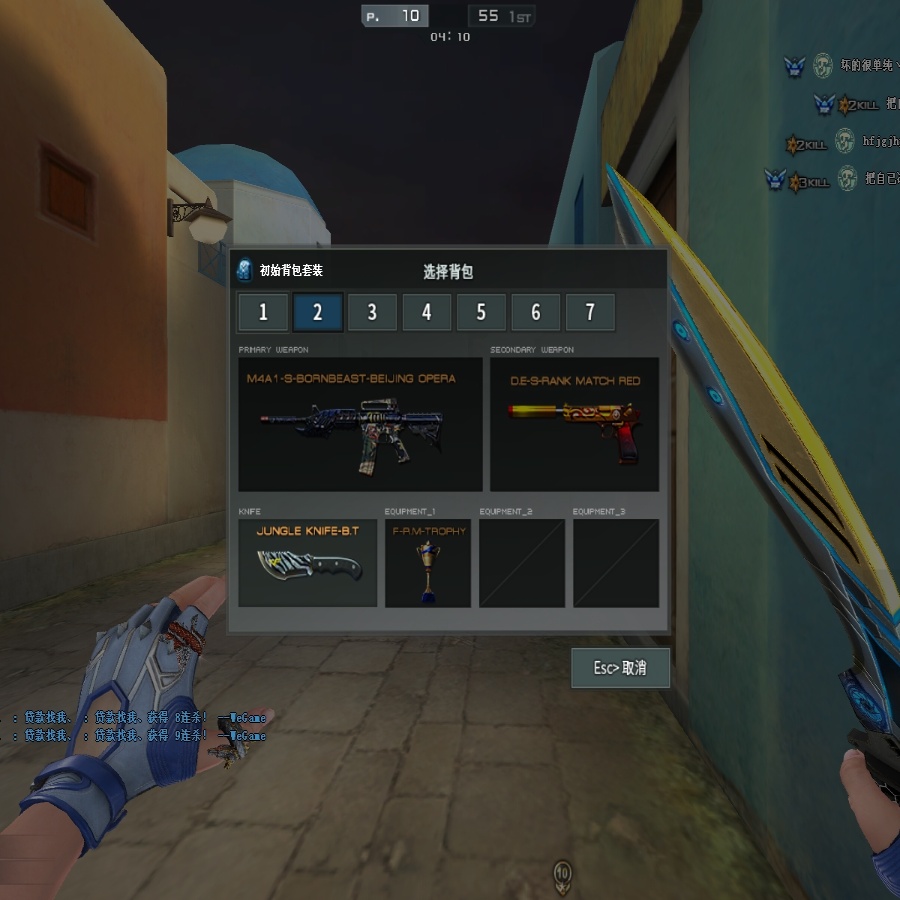 P. 10 55 1ST
04:10
坏的很单纯
2KILL 把
2KILL hfjgjh
3KILL 把自己
初始背包套装 选择背包
1 2 3 4 5 6 7
PRIMARY WEAPON SECONDARY WEAPON
M4A1-S-BORNBEAST-BEIJING OPERA D.E-S-RANK MATCH RED
KNIFE EQUIPMENT_1 EQUIPMENT_2 EQUIPMENT_3
JUNGLE KNIFE-B.T F-R.M-TROPHY
Esc>取消
: 贷款找我、 : 贷款找我、获得 8连杀! —WeGame
: 贷款找我、 : 贷款找我、获得 9连杀! —WeGame
10